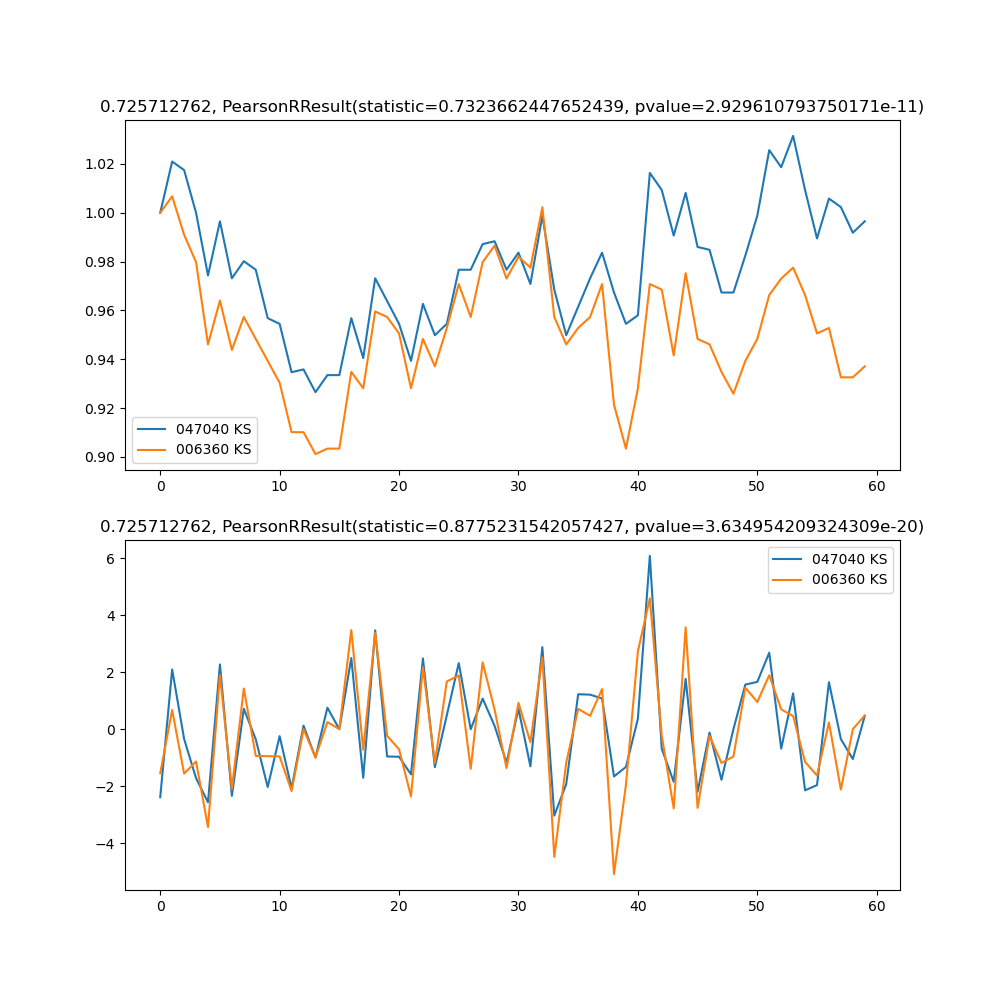 0.725712762, PearsonRResult(statistic=0.7323662447652439, pvalue=2.929610793750171e-11)
1.02
1.00
0.98
0.96
0.94
0.92
0.90
047040 KS
006360 KS
0 10 20 30 40 50 60
0.725712762, PearsonRResult(statistic=0.8775231542057427, pvalue=3.634954209324309e-20)
6
4
2
0
−2
−4
047040 KS
006360 KS
0 10 20 30 40 50 60